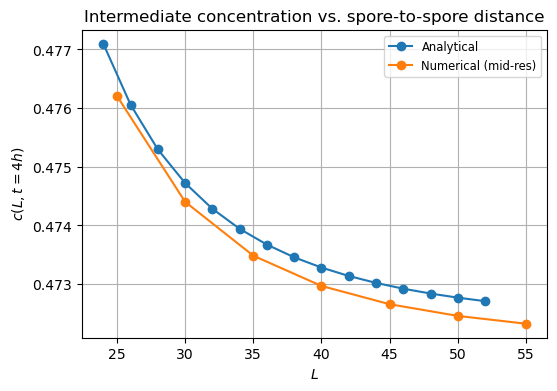 Intermediate concentration vs. spore-to-spore distance
0.477
0.476
0.475
0.474
0.473
c(L, t = 4h)
Analytical
Numerical (mid-res)
25 30 35 40 45 50 55
L